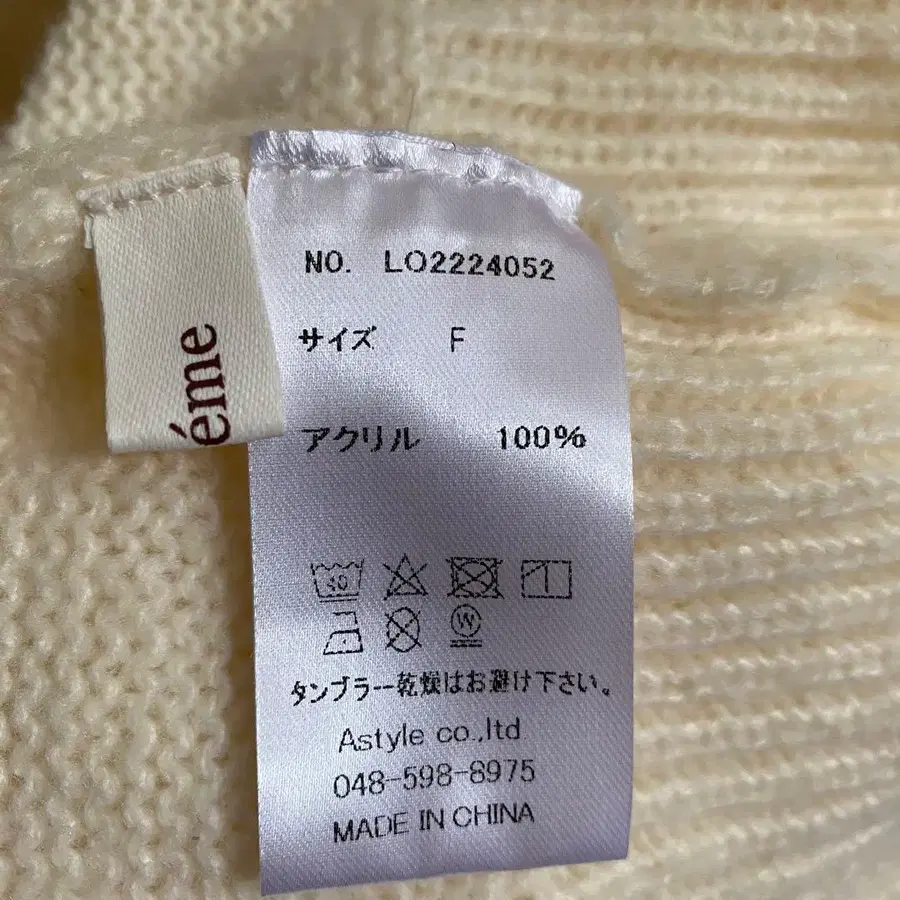 éme
NO. LO2224052
サイズ F
アクリル 100%
40
W
タンブラー乾燥はお避け下さい。
Astyle co.,ltd
048-598-8975
MADE IN CHINA